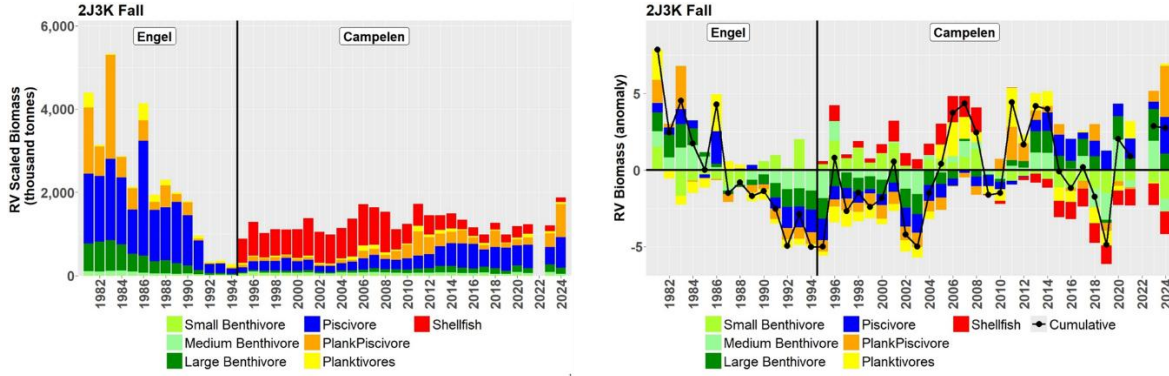 2J3K Fall
Engel
Campelen
RV Scaled Biomass
(thousand tonnes)
6,000
4,000
2,000
0
1982
1984
1986
1988
1990
1992
1994
1996
1998
2000
2002
2004
2006
2008
2010
2012
2014
2016
2018
2020
2022
2024
Small Benthivore
Piscivore
Shellfish
Medium Benthivore
PlankPiscivore
Large Benthivore
Planktivores
2J3K Fall
Engel
Campelen
RV Biomass (anomaly)
5
0
-5
1982
1984
1986
1988
1990
1992
1994
1996
1998
2000
2002
2004
2006
2008
2010
2012
2014
2016
2018
2020
2022
2024
Small Benthivore
Piscivore
Shellfish
Cumulative
Medium Benthivore
PlankPiscivore
Large Benthivore
Planktivores